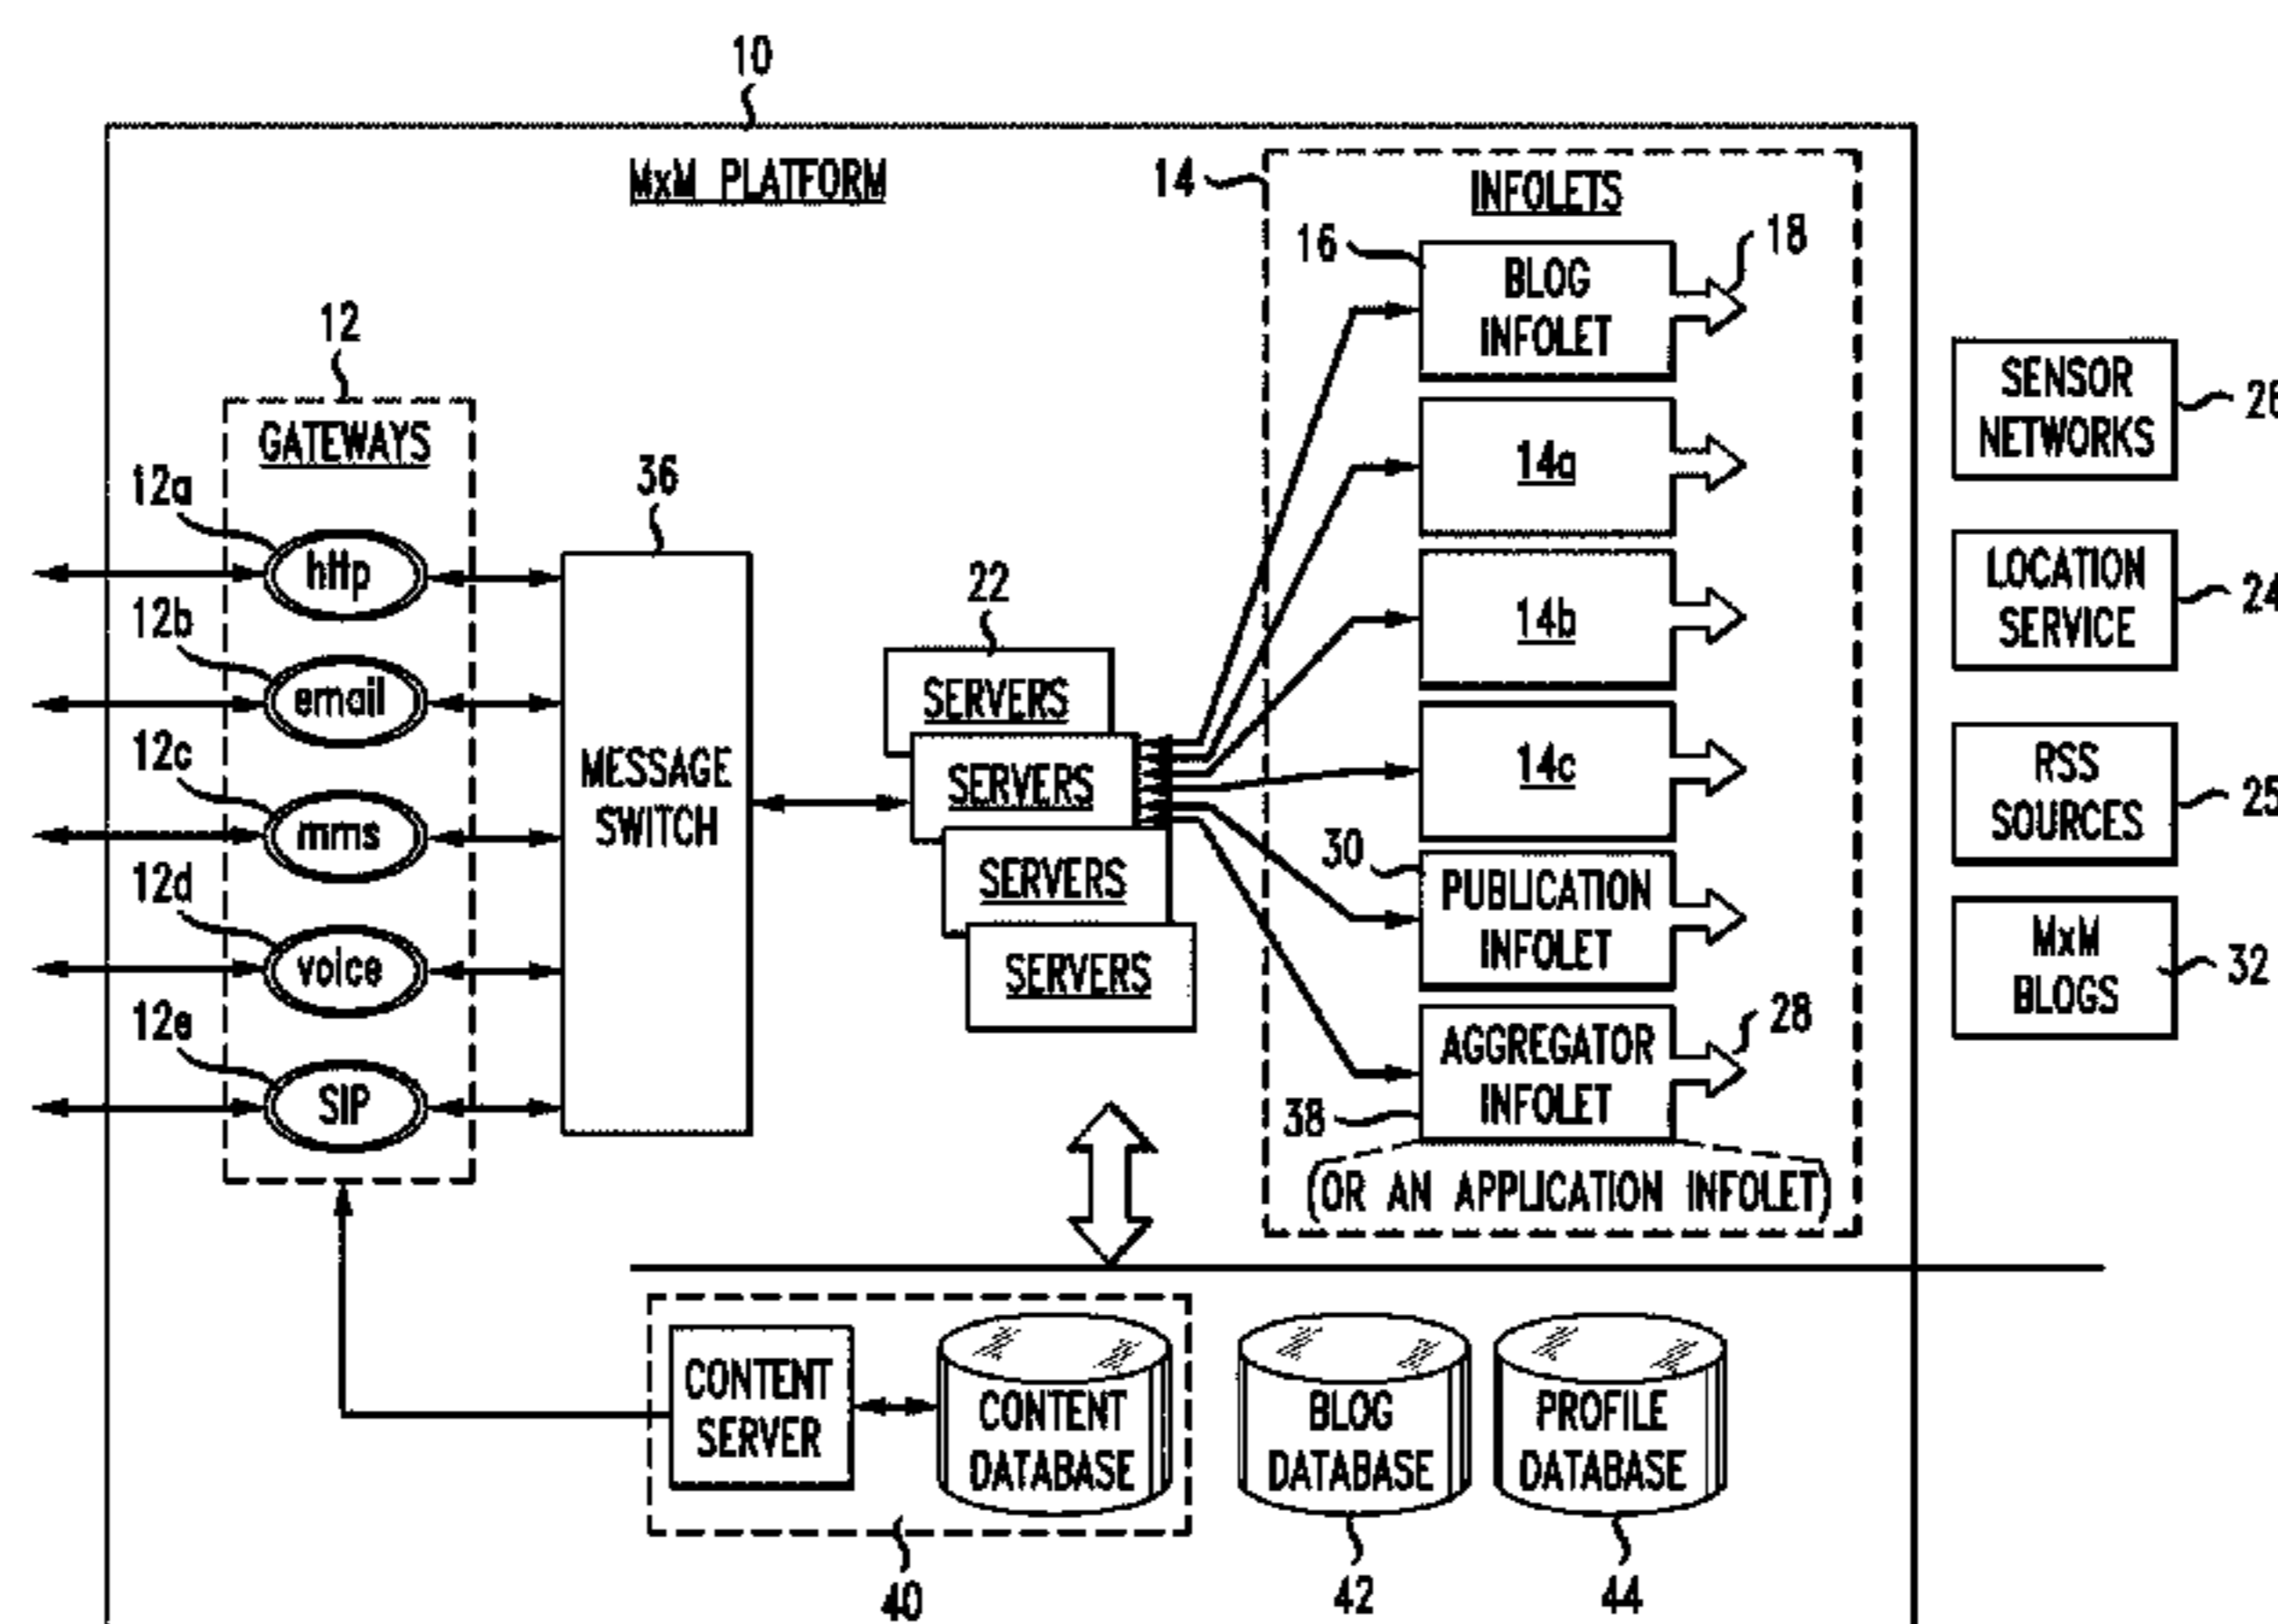 10
MxM PLATFORM
14
INFOLETS
16
BLOG
INFOLET
18
12
GATEWAYS
12a
http
12b
email
12c
mms
12d
voice
12e
SIP
36
MESSAGE
SWITCH
22
SERVERS
SERVERS
SERVERS
SERVERS
14a
14b
14c
30
PUBLICATION
INFOLET
AGGREGATOR
INFOLET
28
38
(OR AN APPLICATION INFOLET)
SENSOR
NETWORKS
26
LOCATION
SERVICE
24
RSS
SOURCES
25
MxM
BLOGS
32
CONTENT
SERVER
CONTENT
DATABASE
BLOG
DATABASE
PROFILE
DATABASE
40
42
44